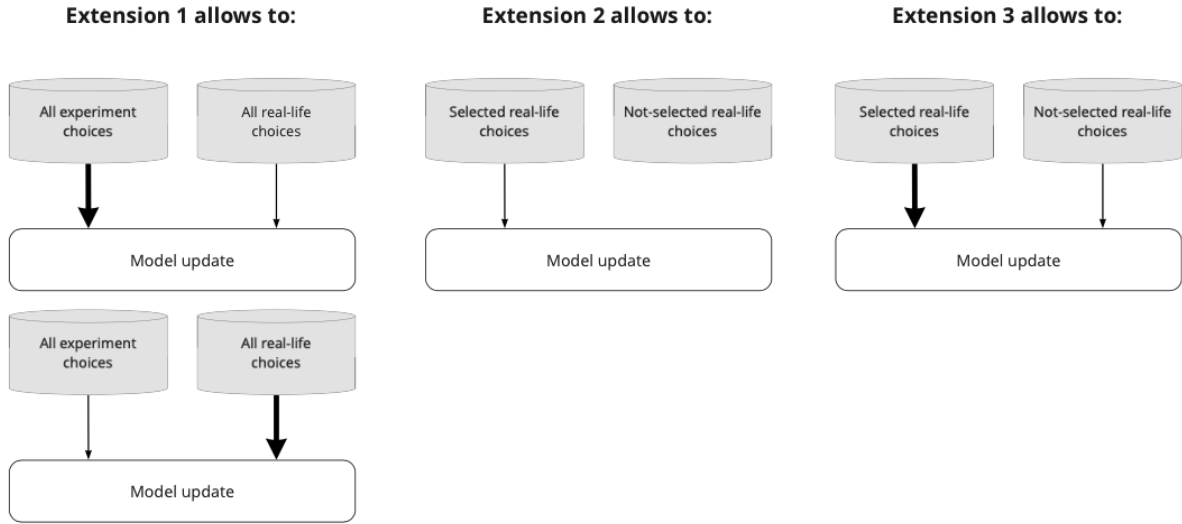 Extension 1 allows to:
Extension 2 allows to:
Extension 3 allows to:
All experiment
choices
All real-life
choices
Selected real-life
choices
Not-selected real-life
choices
Selected real-life
choices
Not-selected real-life
choices
Model update
Model update
Model update
All experiment
choices
All real-life
choices
Model update